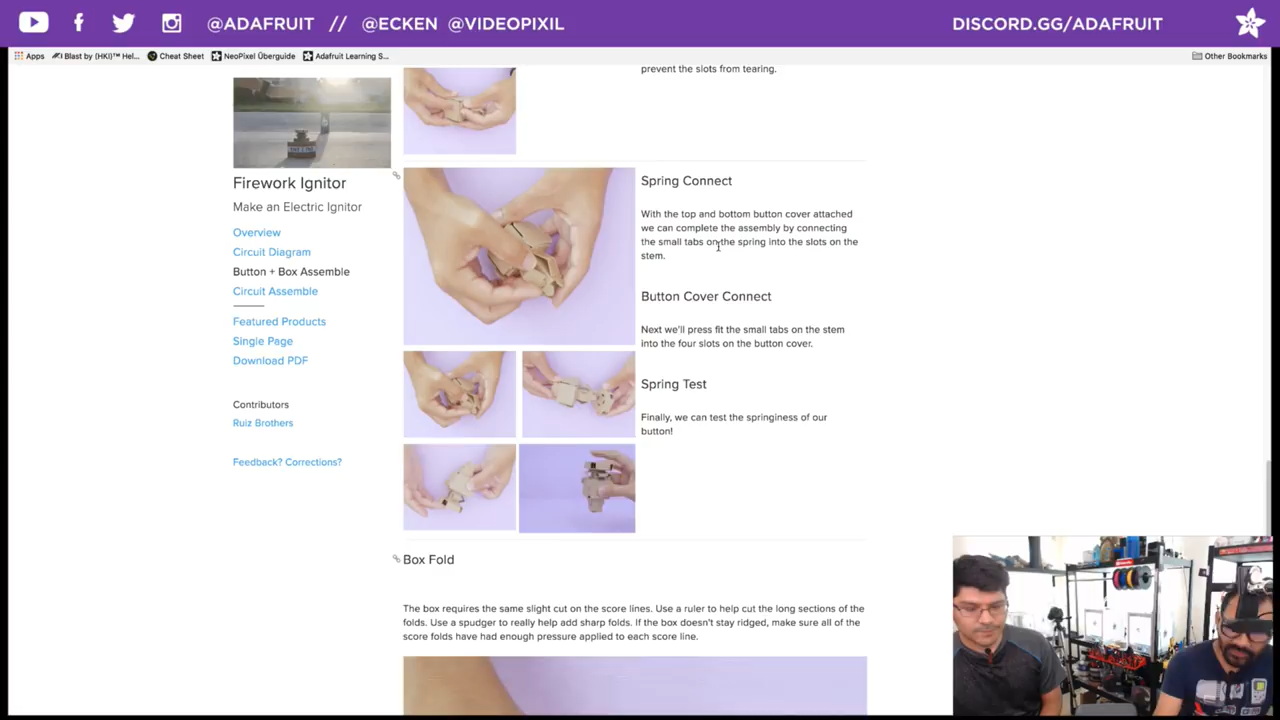 @ADAFRUIT // @ECKEN @VIDEOPIXIL
DISCORD.GG/ADAFRUIT
Apps
Blast by (HKI)™ Hel...
Cheat Sheet
NeoPixel Überguide
Adafruit Learning S...
Other Bookmarks
Firework Ignitor
Make an Electric Ignitor
Overview
Circuit Diagram
Button + Box Assemble
Circuit Assemble
Featured Products
Single Page
Download PDF
Contributors
Ruiz Brothers
Feedback? Corrections?
prevent the slots from tearing.
Spring Connect
With the top and bottom button cover attached
we can complete the assembly by connecting
the small tabs on the spring into the slots on the
stem.
Button Cover Connect
Next we'll press fit the small tabs on the stem
into the four slots on the button cover.
Spring Test
Finally, we can test the springiness of our
button!
Box Fold
The box requires the same slight cut on the score lines. Use a ruler to help cut the long sections of the
folds. Use a spudger to really help add sharp folds. If the box doesn't stay ridged, make sure all of the
score folds have had enough pressure applied to each score line.